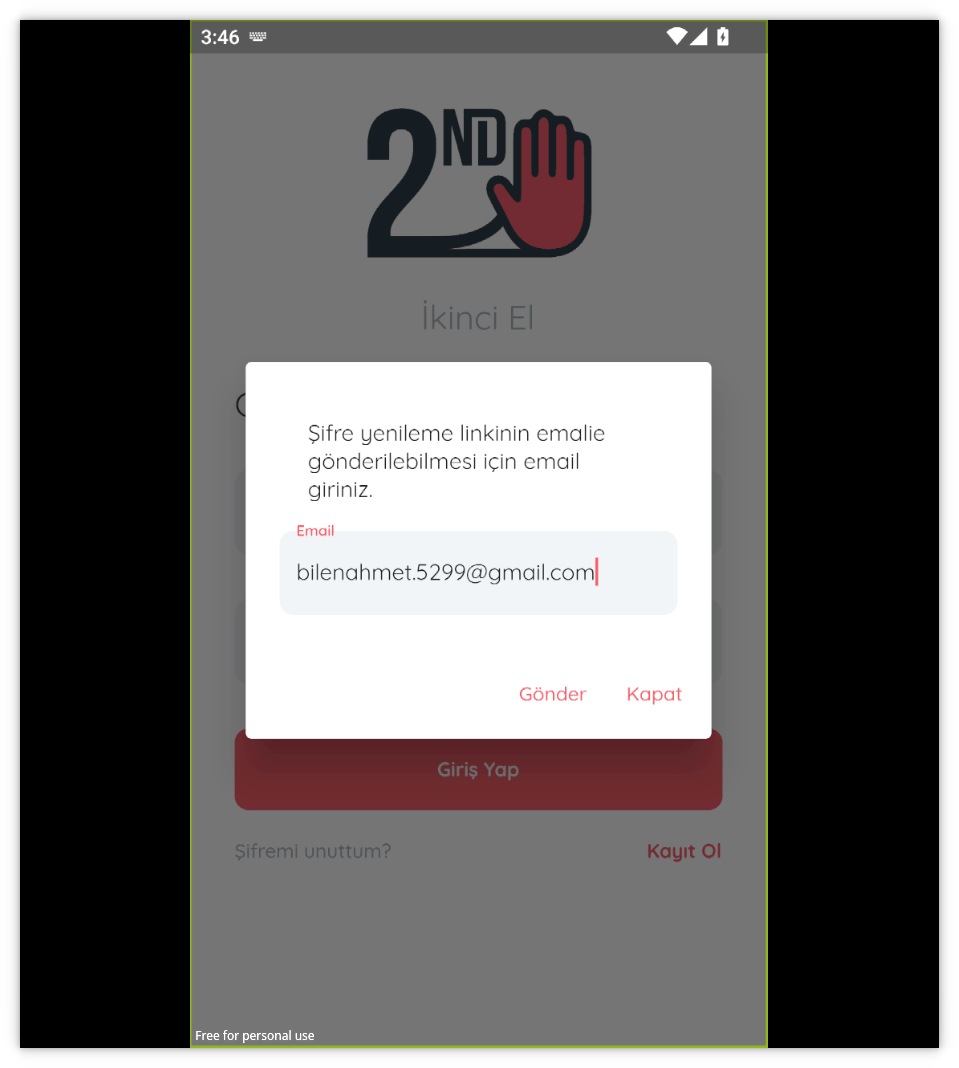 3:46
2ND
İkinci El
Şifre yenileme linkinin emalie
gönderilebilmesi için email
giriniz.
Email
bilenahmet.5299@gmail.com
Gönder Kapat
Giriş Yap
Şifremi unuttum? Kayıt Ol
Free for personal use